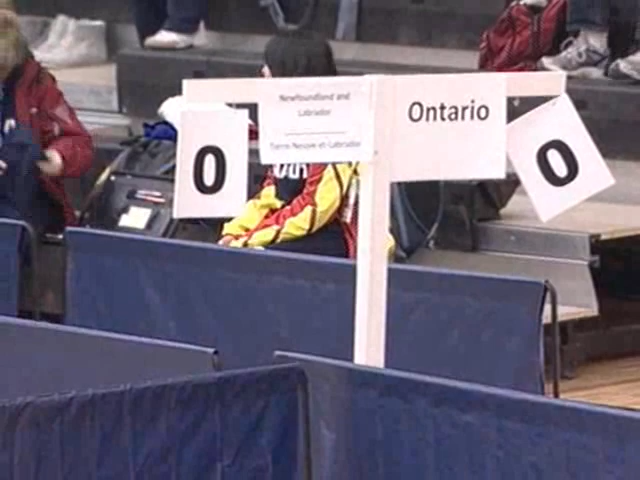 Newfoundland and
Labrador
Terre-Neuve-et-Labrador
Ontario
0
0